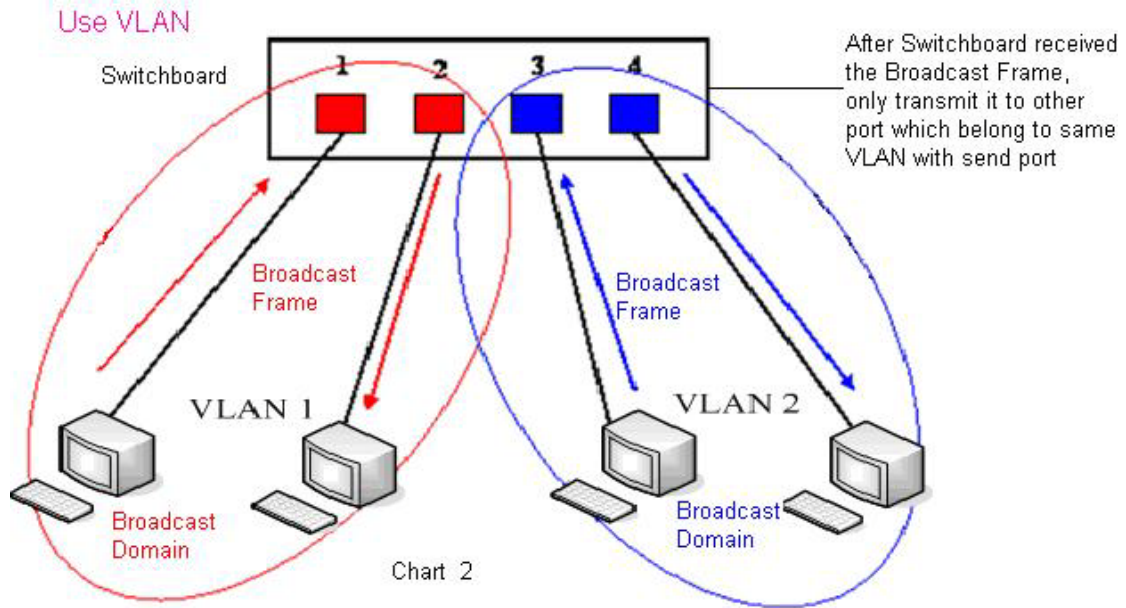 Use VLAN
Switchboard
1 2 3 4
After Switchboard received
the Broadcast Frame,
only transmit it to other
port which belong to same
VLAN with send port
Broadcast
Frame
Broadcast
Frame
VLAN 1
VLAN 2
Broadcast
Domain
Broadcast
Domain
Chart 2